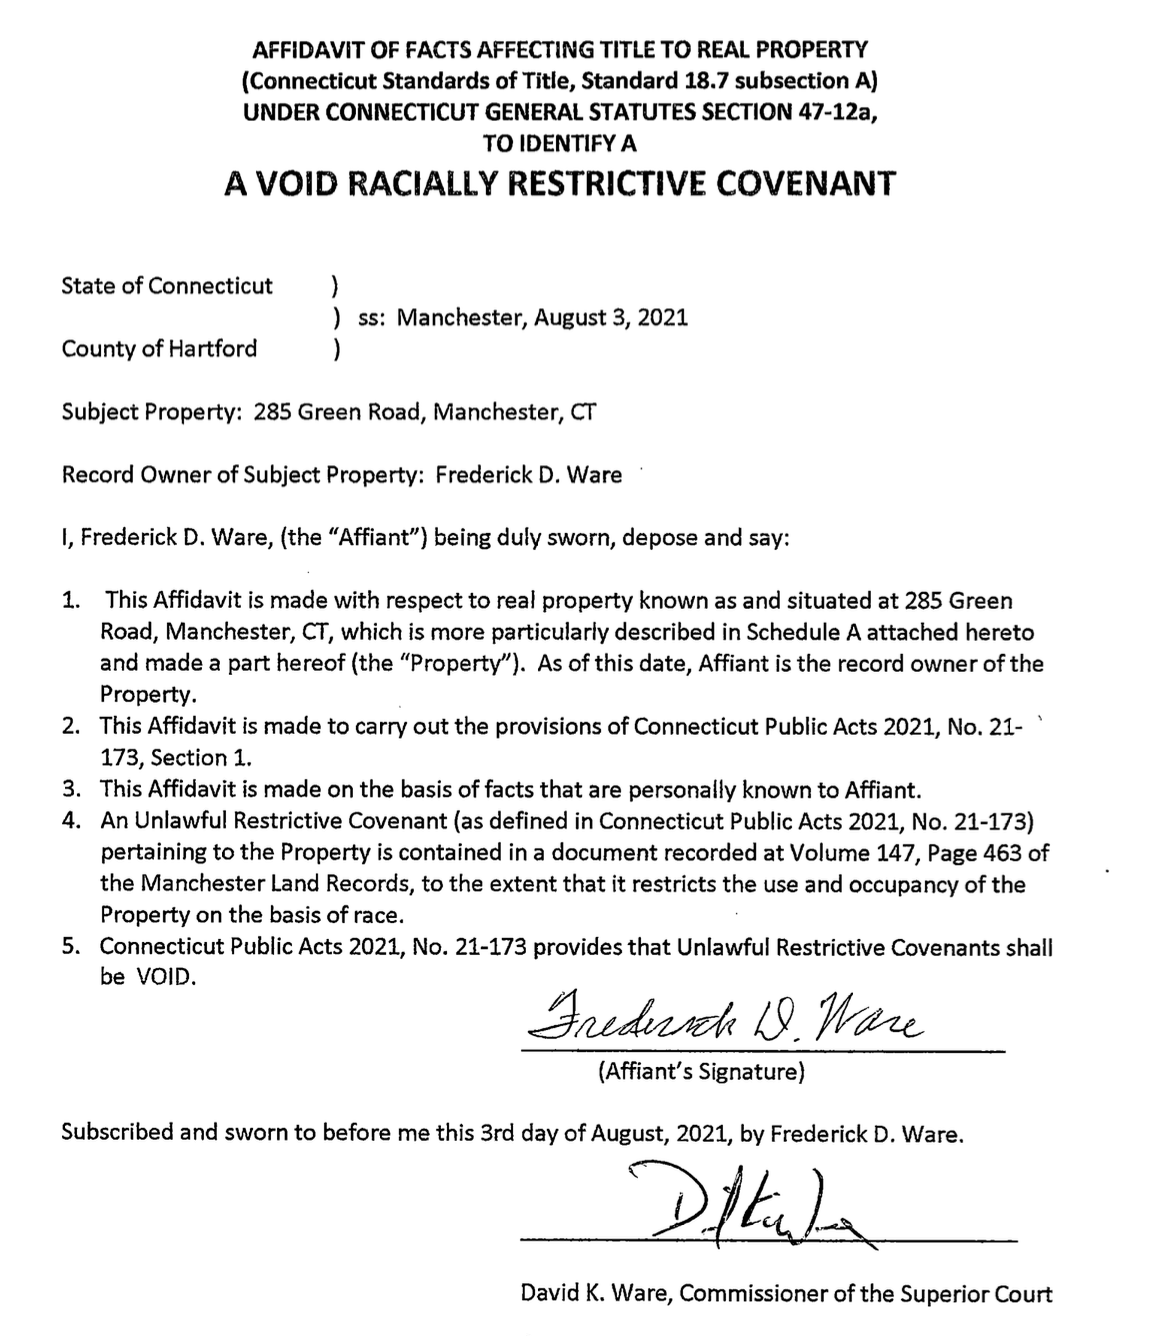 AFFIDAVIT OF FACTS AFFECTING TITLE TO REAL PROPERTY
(Connecticut Standards of Title, Standard 18.7 subsection A)
UNDER CONNECTICUT GENERAL STATUTES SECTION 47-12a,
TO IDENTIFY A
A VOID RACIALLY RESTRICTIVE COVENANT
State of Connecticut )
) ss: Manchester, August 3, 2021
County of Hartford )
Subject Property: 285 Green Road, Manchester, CT
Record Owner of Subject Property: Frederick D. Ware
I, Frederick D. Ware, (the “Affiant”) being duly sworn, depose and say:
1. This Affidavit is made with respect to real property known as and situated at 285 Green
Road, Manchester, CT, which is more particularly described in Schedule A attached hereto
and made a part hereof (the “Property”). As of this date, Affiant is the record owner of the
Property.
2. This Affidavit is made to carry out the provisions of Connecticut Public Acts 2021, No. 21-
173, Section 1.
3. This Affidavit is made on the basis of facts that are personally known to Affiant.
4. An Unlawful Restrictive Covenant (as defined in Connecticut Public Acts 2021, No. 21-173)
pertaining to the Property is contained in a document recorded at Volume 147, Page 463 of
the Manchester Land Records, to the extent that it restricts the use and occupancy of the
Property on the basis of race.
5. Connecticut Public Acts 2021, No. 21-173 provides that Unlawful Restrictive Covenants shall
be VOID.
Frederick D. Ware
(Affiant’s Signature)
Subscribed and sworn to before me this 3rd day of August, 2021, by Frederick D. Ware.
David K. Ware, Commissioner of the Superior Court